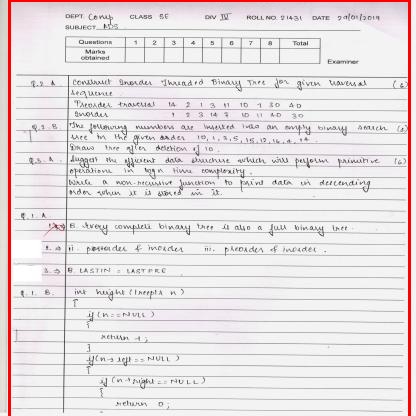 DEPT. Comp CLASS SE DIV IV ROLL NO. 21431 DATE 29/01/2019
SUBJECT ADS
Questions 1 2 3 4 5 6 7 8 Total
Marks obtained
Examiner
Q.2 A Construct Inorder Threaded Binary Tree for given traversal (6)
sequence.
Preorder traversal 14 2 1 3 11 10 7 30 40
Inorder 1 2 3 14 7 10 11 40 30
Q.2.B The following numbers are inserted into an empty binary search (4)
tree in the given order 10, 1, 3, 5, 15, 12, 16, 4, 14
Draw tree after deletion of 10.
Q.3.A Suggest the efficient data structure which will perform primitive (6)
operations in logn time complexity.
Write a non-recursive function to print data in descending
order when it is stored in it.
Q.1.A.
1 ⇒ B. Every complete binary tree is also a full binary tree.
2. ⇒ ii. postorder & inorder iii. preorder & inorder.
3. ⇒ B. LASTIN = LASTPRE
Q.1.B. int height (treeptr n)
{
if (n == NULL)
{
return -1;
}
if (n→left == NULL)
{
if (n→right == NULL)
{
return 0;